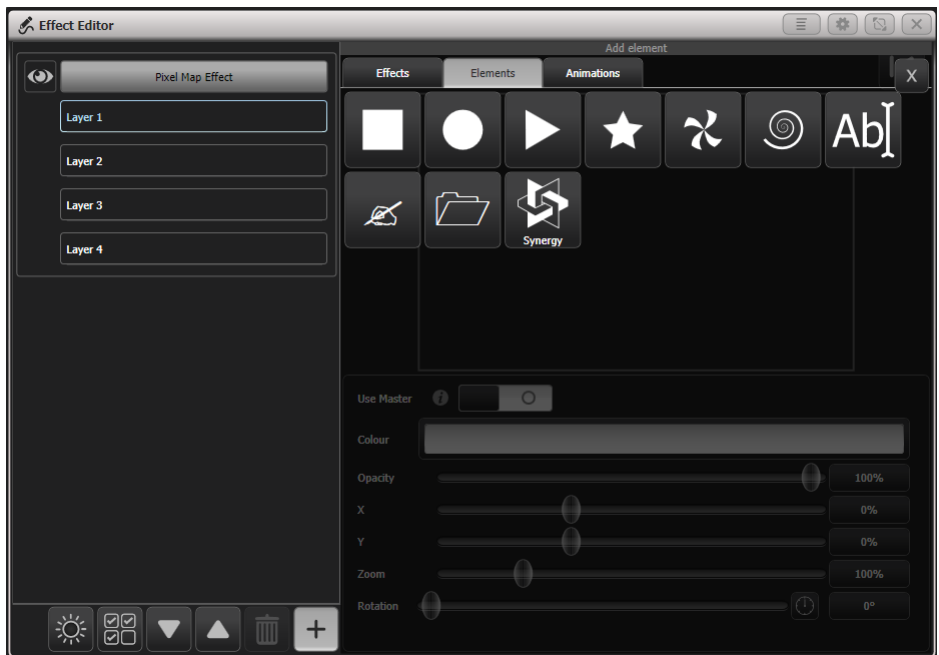 Effect Editor
Add element
Pixel Map Effect
Layer 1
Layer 2
Layer 3
Layer 4
Effects
Elements
Animations
X
Ab
Synergy
Use Master
Colour
Opacity
100%
X
0%
Y
0%
Zoom
100%
Rotation
0°